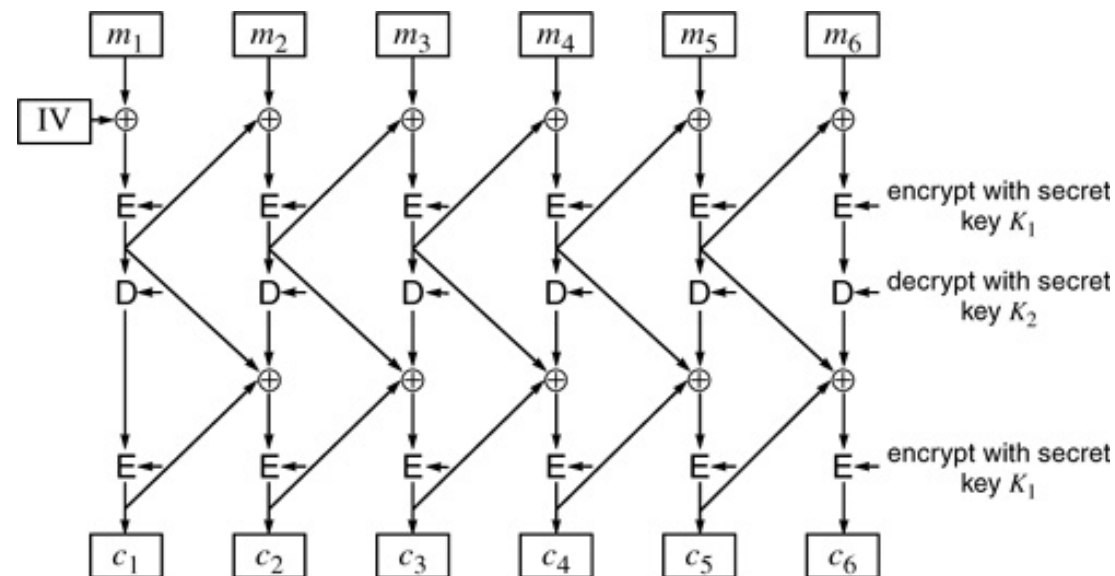 m₁ m₂ m₃ m₄ m₅ m₆
IV
E E E E E E encrypt with secret
key K₁
D D D D D D decrypt with secret
key K₂
E E E E E E encrypt with secret
key K₁
c₁ c₂ c₃ c₄ c₅ c₆